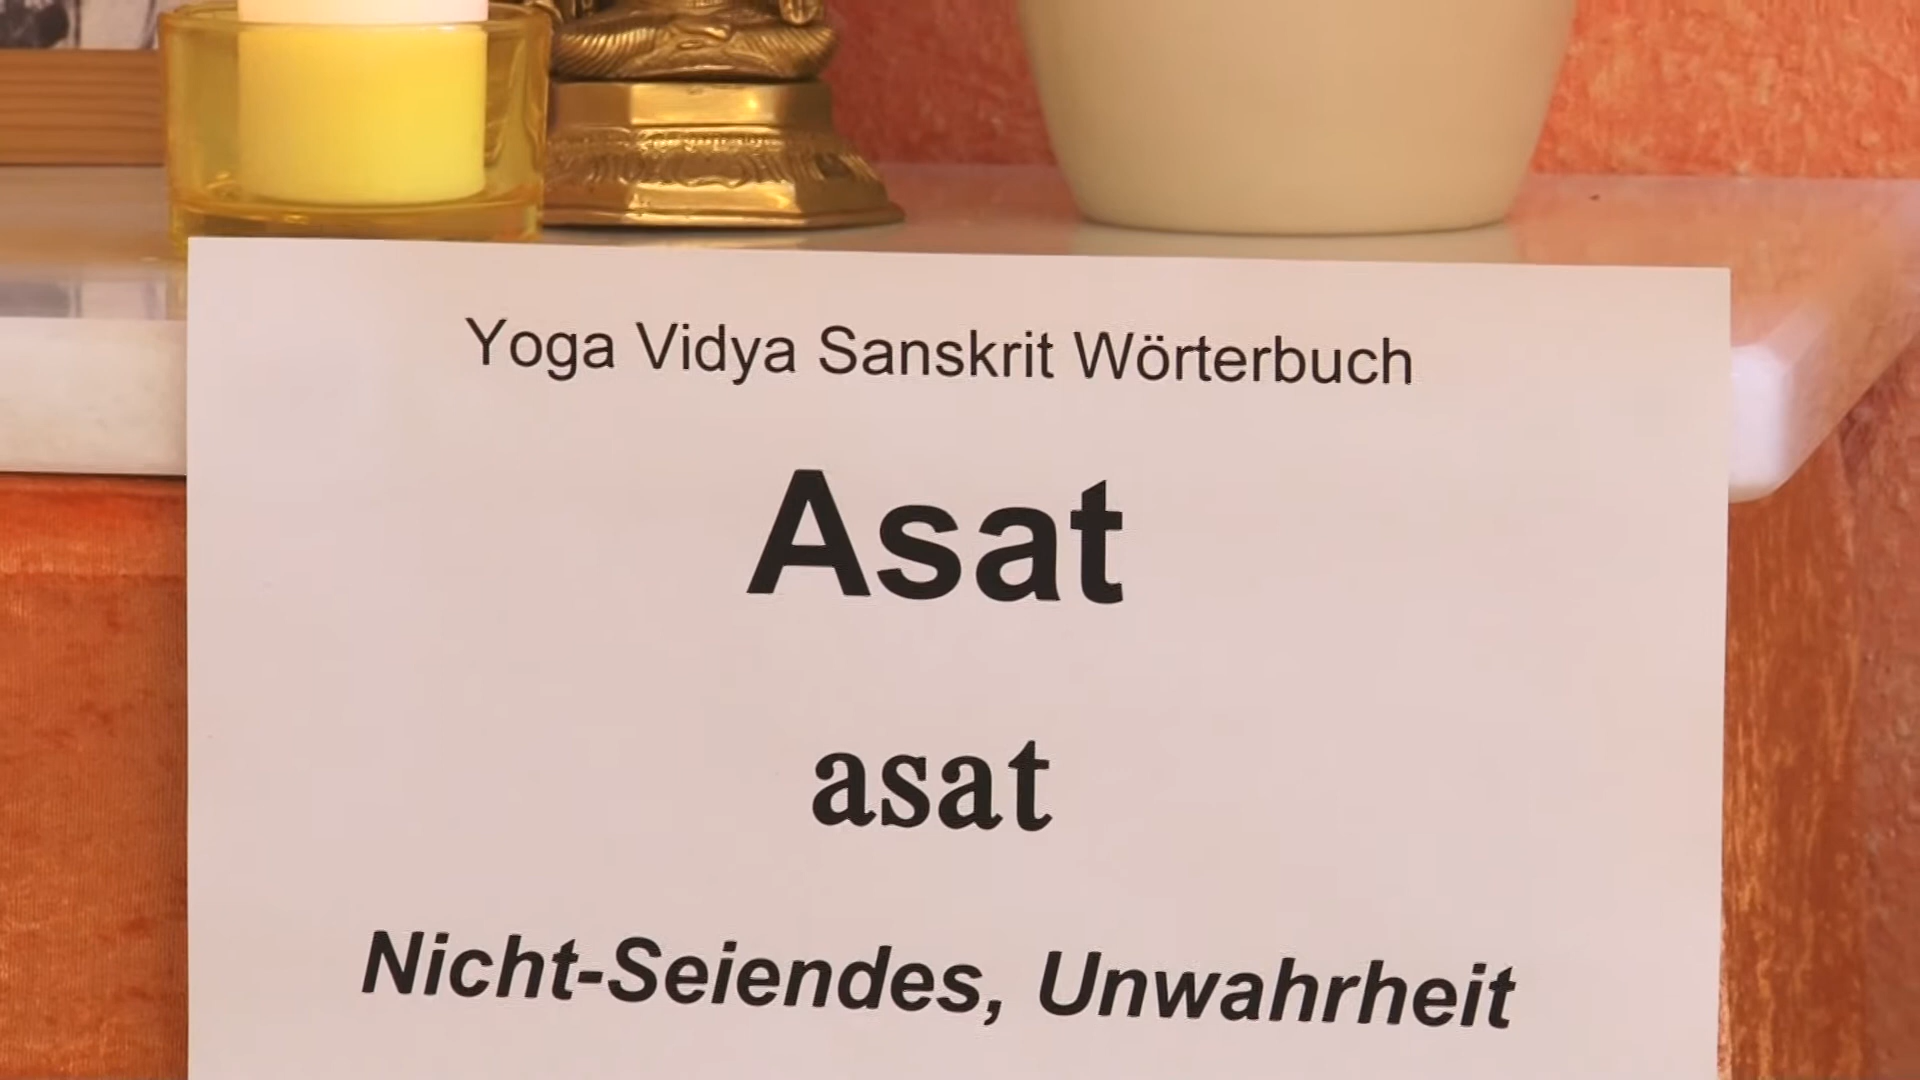 Yoga Vidya Sanskrit Wörterbuch
Asat
asat
Nicht-Seiendes, Unwahrheit